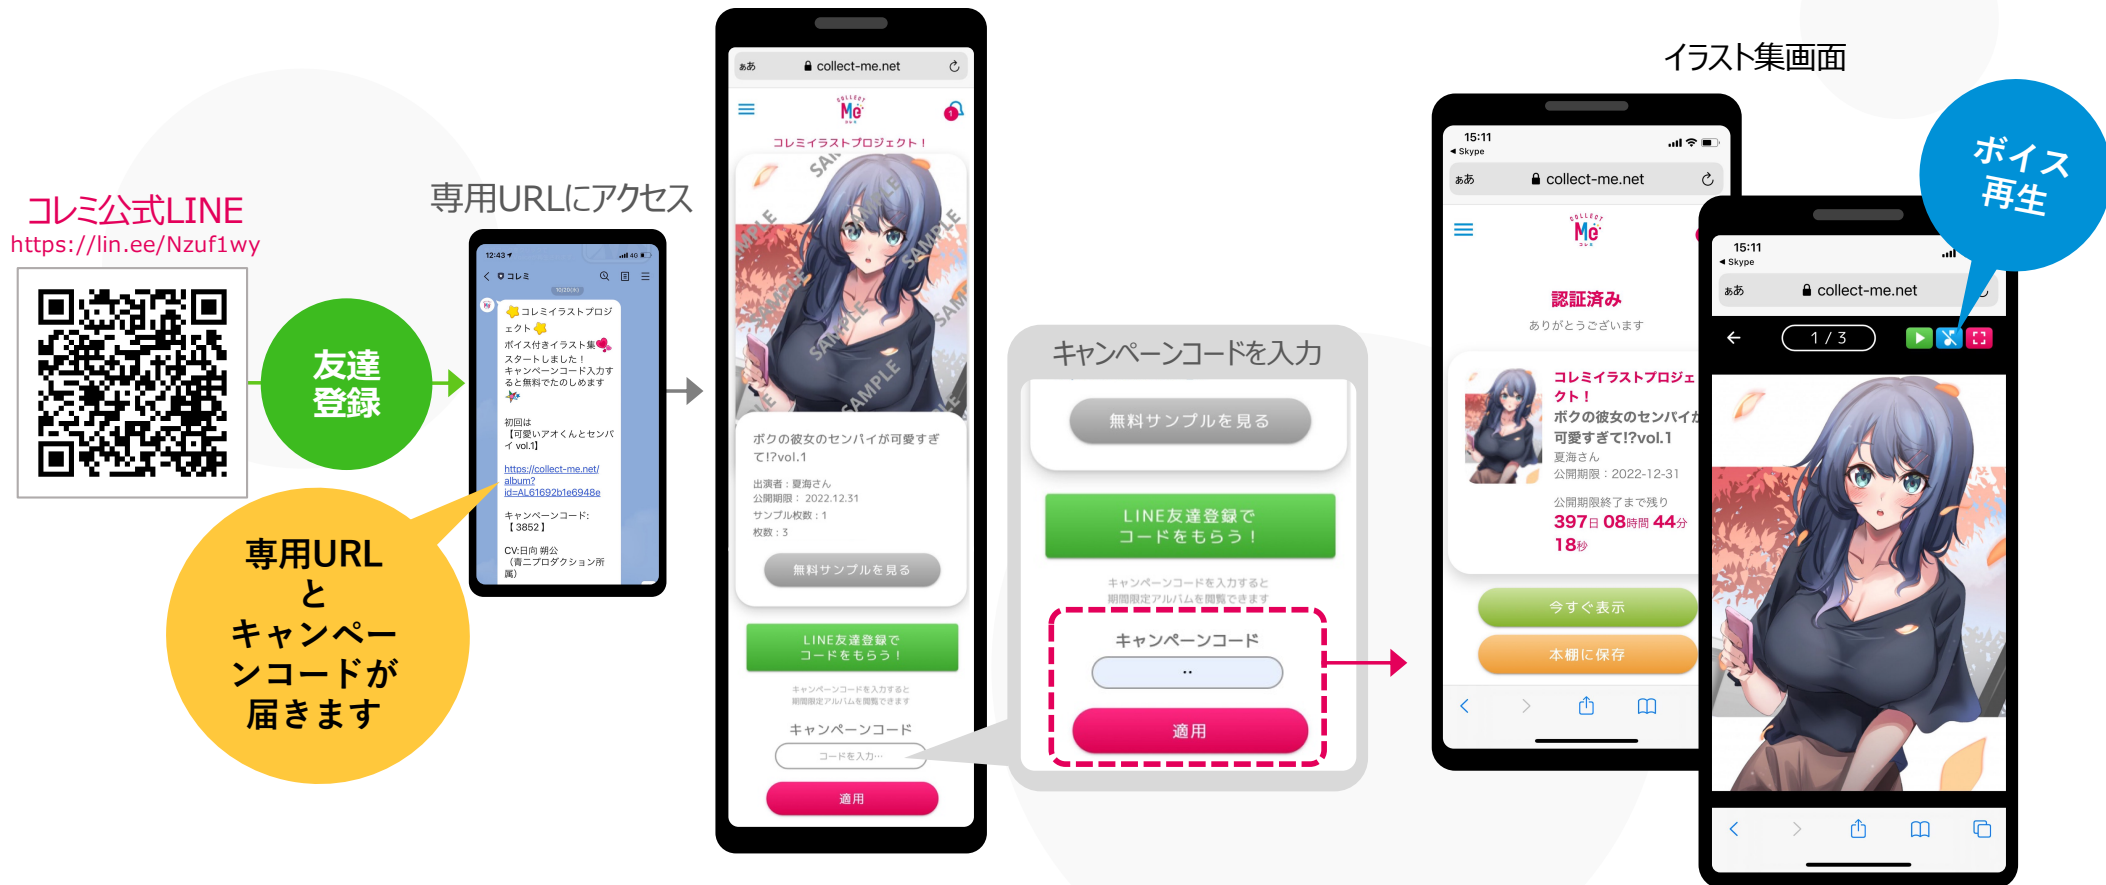 コレミ公式LINE
https://lin.ee/Nzuf1wy
友達
登録
専用URL
と
キャンペー
ンコードが
届きます
専用URLにアクセス
12:43
4G
コレミ
コレミイラストプロジ
ェクト
ボイス付きイラスト集
スタートしました！
キャンペーンコード入力す
ると無料でたのしめます
初回は
【可愛いアオくんとセンパ
イ vol.1】
https://collect-me.net/
album?
id=AL61692b1e6948e
キャンペーンコード:
【 3852 】
CV:日向 朔公
（青二プロダクション所
属）
ぁあ
collect-me.net
COLLECT
Me
コレミ
1
コレミイラストプロジェクト！
SAMPLE
SAMPLE
SAMPLE
SAMPLE
SAMPLE
SAMPLE
ボクの彼女のセンパイが可愛すぎ
て!?vol.1
出演者：夏海さん
公開期限： 2022.12.31
サンプル枚数：1
枚数：3
無料サンプルを見る
LINE友達登録で
コードをもらう！
キャンペーンコードを入力すると
期間限定アルバムを閲覧できます
キャンペーンコード
コードを入力…
適用
キャンペーンコードを入力
無料サンプルを見る
LINE友達登録で
コードをもらう！
キャンペーンコードを入力すると
期間限定アルバムを閲覧できます
キャンペーンコード
適用
イラスト集画面
15:11
Skype
ぁあ
collect-me.net
COLLECT
Me
コレミ
認証済み
ありがとうございます
コレミイラストプロジェ
クト！
ボクの彼女のセンパイが
可愛すぎて!?vol.1
夏海さん
公開期限：2022-12-31
公開期限終了まで残り
397日 08時間 44分
18秒
今すぐ表示
本棚に保存
ボイス
再生
15:11
Skype
ぁあ
collect-me.net
1 / 3